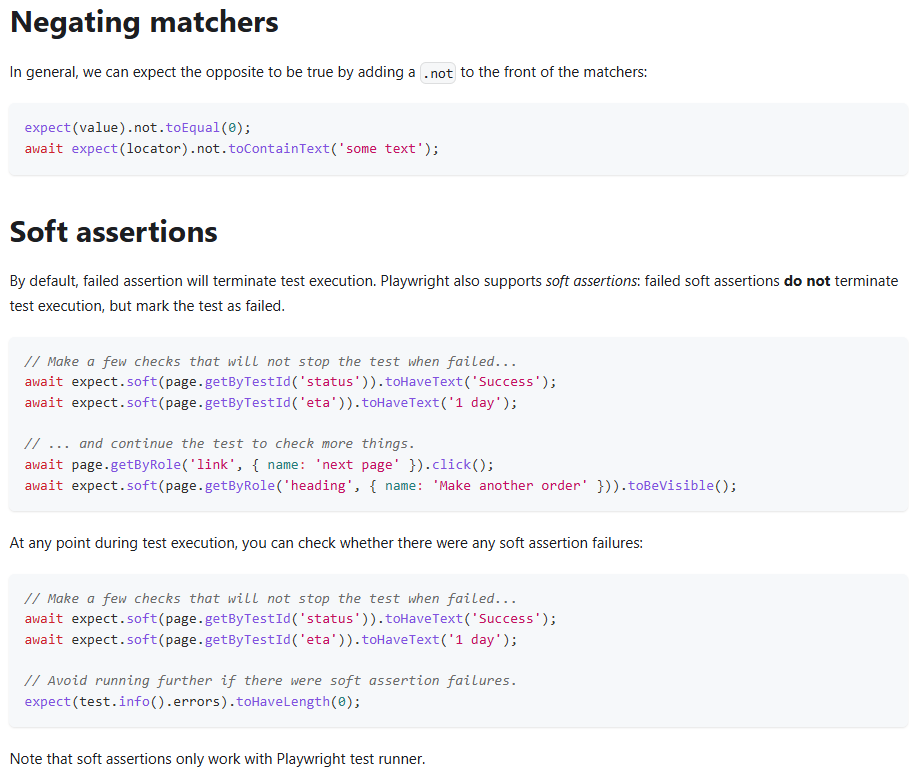 Negating matchers
In general, we can expect the opposite to be true by adding a .not to the front of the matchers:
expect(value).not.toEqual(0);
await expect(locator).not.toContainText('some text');
Soft assertions
By default, failed assertion will terminate test execution. Playwright also supports soft assertions: failed soft assertions do not terminate
test execution, but mark the test as failed.
// Make a few checks that will not stop the test when failed...
await expect.soft(page.getByTestId('status')).toHaveText('Success');
await expect.soft(page.getByTestId('eta')).toHaveText('1 day');
// ... and continue the test to check more things.
await page.getByRole('link', { name: 'next page' }).click();
await expect.soft(page.getByRole('heading', { name: 'Make another order' })).toBeVisible();
At any point during test execution, you can check whether there were any soft assertion failures:
// Make a few checks that will not stop the test when failed...
await expect.soft(page.getByTestId('status')).toHaveText('Success');
await expect.soft(page.getByTestId('eta')).toHaveText('1 day');
// Avoid running further if there were soft assertion failures.
expect(test.info().errors).toHaveLength(0);
Note that soft assertions only work with Playwright test runner.